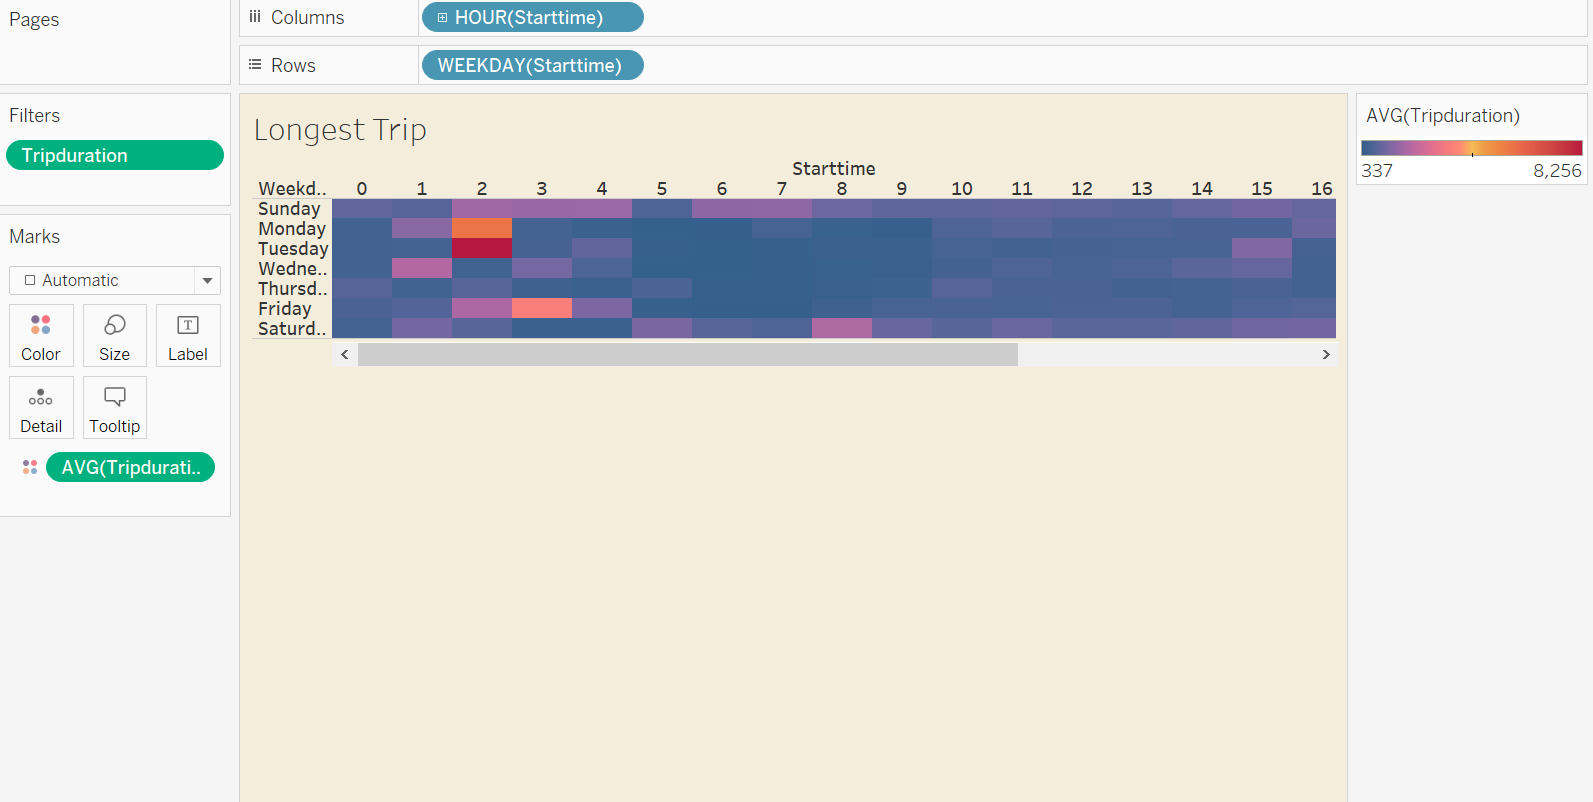 Pages
Columns
HOUR(Starttime)
Rows
WEEKDAY(Starttime)
Filters
Tripduration
Marks
Automatic
Color
Size
Label
Detail
Tooltip
AVG(Tripdurati..
Longest Trip
Starttime
Weekd.. 0 1 2 3 4 5 6 7 8 9 10 11 12 13 14 15 16
Sunday
Monday
Tuesday
Wedne..
Thursd..
Friday
Saturd..
AVG(Tripduration)
337 8,256